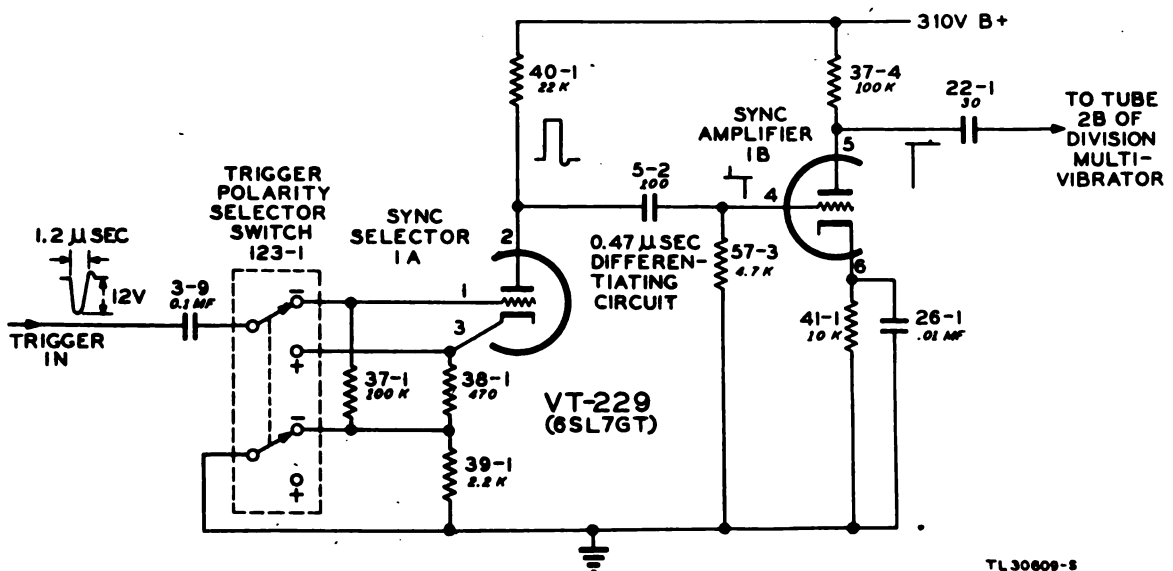 310V B+
40-1
22 K
37-4
100 K
22-1
30
TO TUBE
2B OF
DIVISION
MULTI-
VIBRATOR
SYNC
AMPLIFIER
1B
5
5-2
100
4
TRIGGER
POLARITY
SELECTOR
SWITCH
123-1
SYNC
SELECTOR
1A
2
1.2 μSEC
12V
3-9
0.1 MF
TRIGGER
IN
−
+
−
+
1
3
0.47 μSEC
DIFFEREN-
TIATING
CIRCUIT
57-3
4.7 K
6
41-1
10 K
26-1
.01 MF
37-1
100 K
38-1
470
VT-229
(6SL7GT)
39-1
2.2 K
TL30609-S